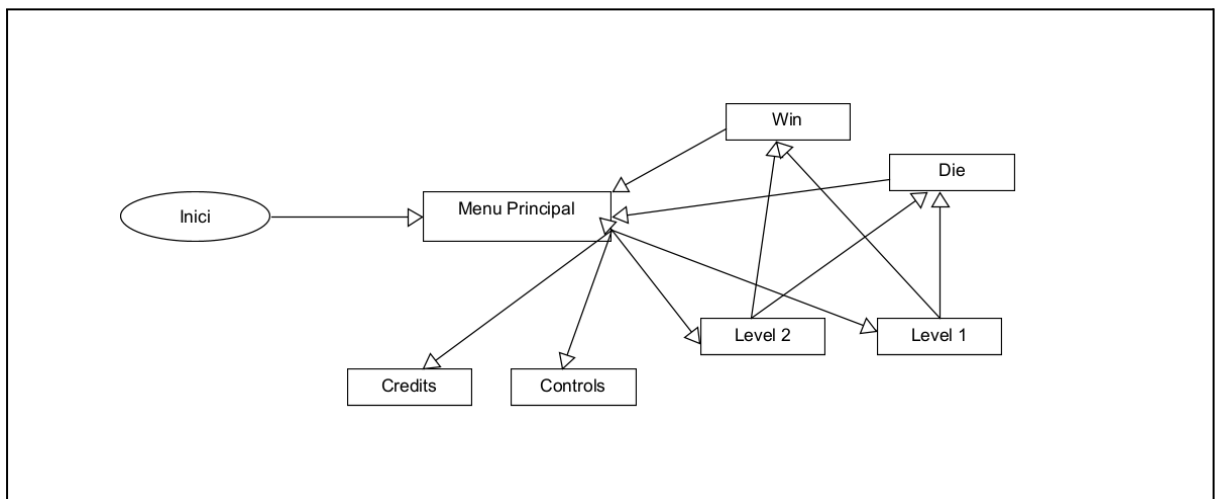 Win
Die
Inici
Menu Principal
Level 2
Level 1
Credits
Controls